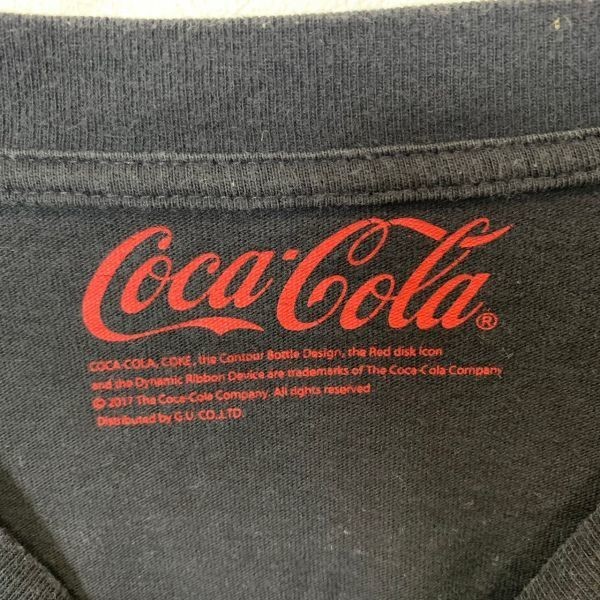 Coca-Cola®
COCA-COLA, COKE, the Contour Bottle Design, the Red disk icon
and the Dynamic Ribbon Device are trademarks of The Coca-Cola Company.
© 2017 The Coca-Cola Company. All rights reserved
Distributed by G.U. CO.,LTD.